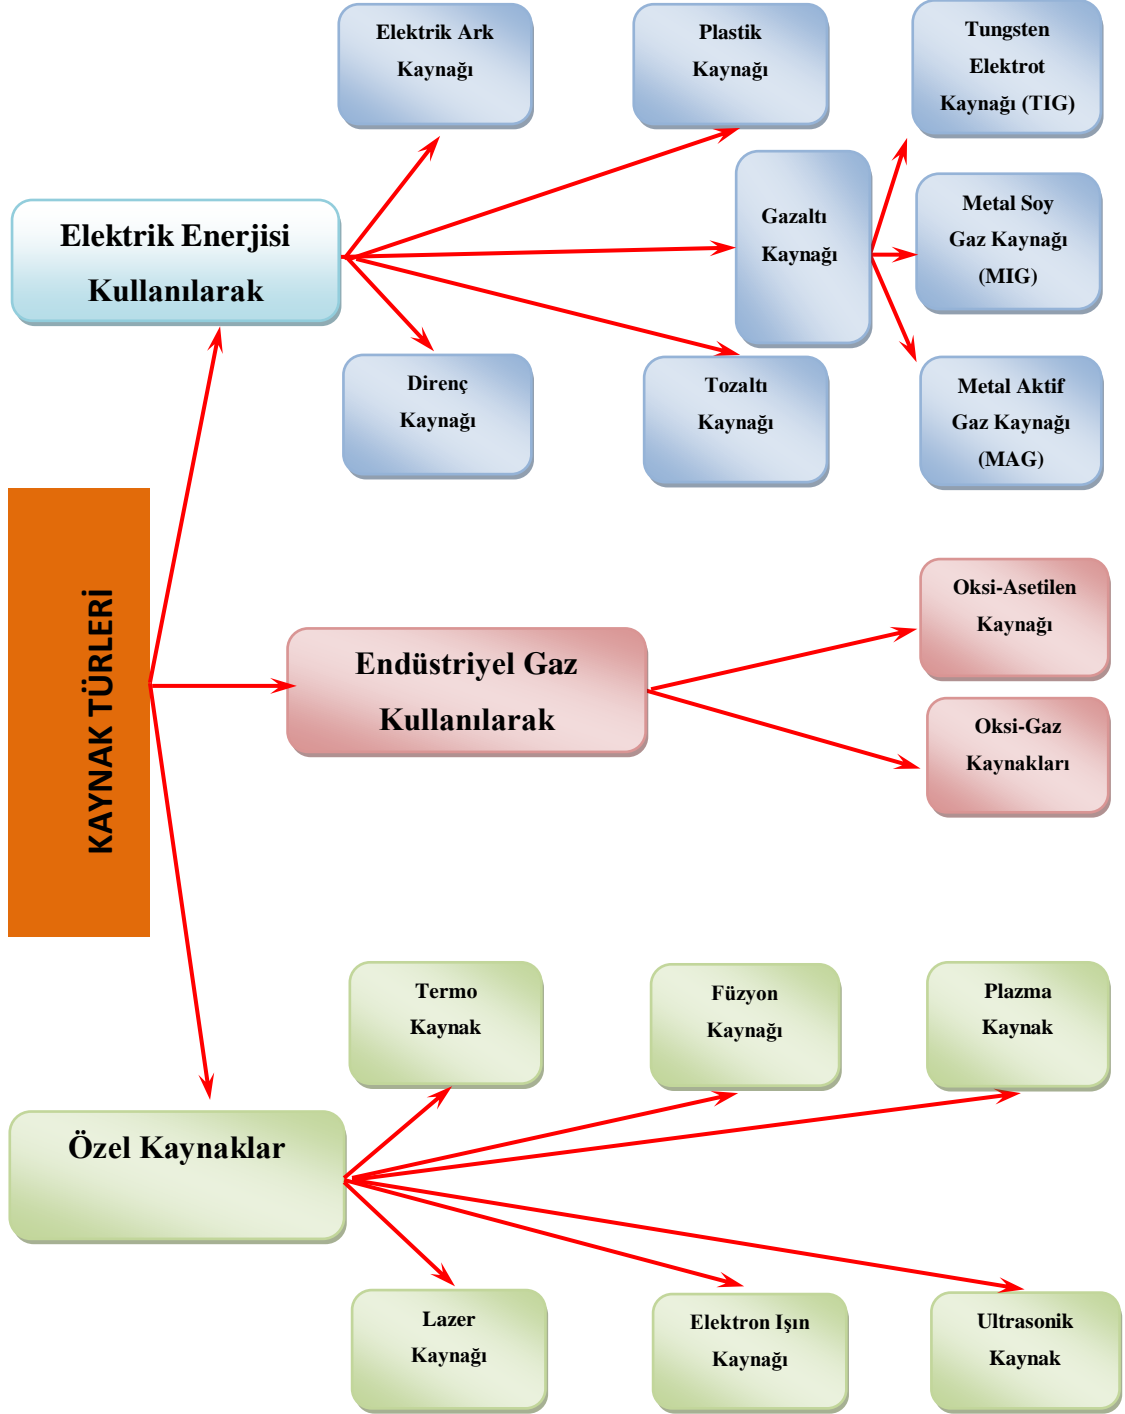 Elektrik Ark
Kaynağı
Plastik
Kaynağı
Tungsten
Elektrot
Kaynağı (TIG)
Elektrik Enerjisi
Kullanılarak
Gazaltı
Kaynağı
Metal Soy
Gaz Kaynağı
(MIG)
Direnç
Kaynağı
Tozaltı
Kaynağı
Metal Aktif
Gaz Kaynağı
(MAG)
KAYNAK TÜRLERİ
Endüstriyel Gaz
Kullanılarak
Oksi-Asetilen
Kaynağı
Oksi-Gaz
Kaynakları
Termo
Kaynak
Füzyon
Kaynağı
Plazma
Kaynak
Özel Kaynaklar
Lazer
Kaynağı
Elektron Işın
Kaynağı
Ultrasonik
Kaynak